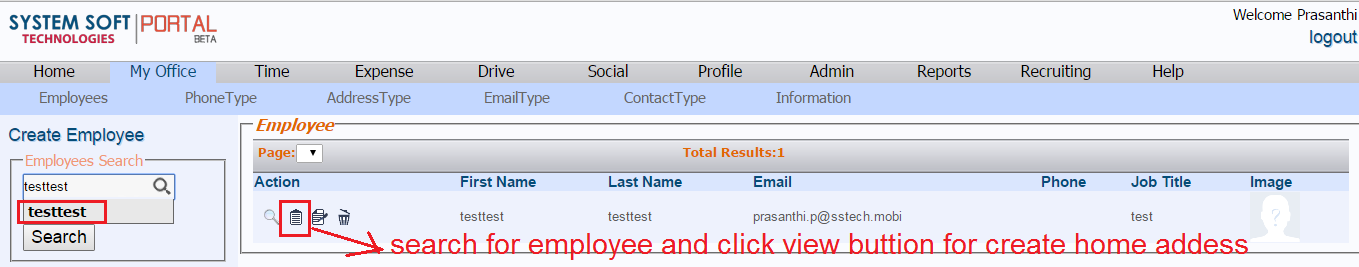 SYSTEM SOFT TECHNOLOGIES PORTAL BETA
Welcome Prasanthi
logout
Home My Office Time Expense Drive Social Profile Admin Reports Recruiting Help
Employees PhoneType AddressType EmailType ContactType Information
Create Employee
Employees Search
testtest
testtest
Search
Employee
Page: Total Results:1
Action First Name Last Name Email Phone Job Title Image
testtest testtest prasanthi.p@sstech.mobi test
search for employee and click view buttion for create home addess